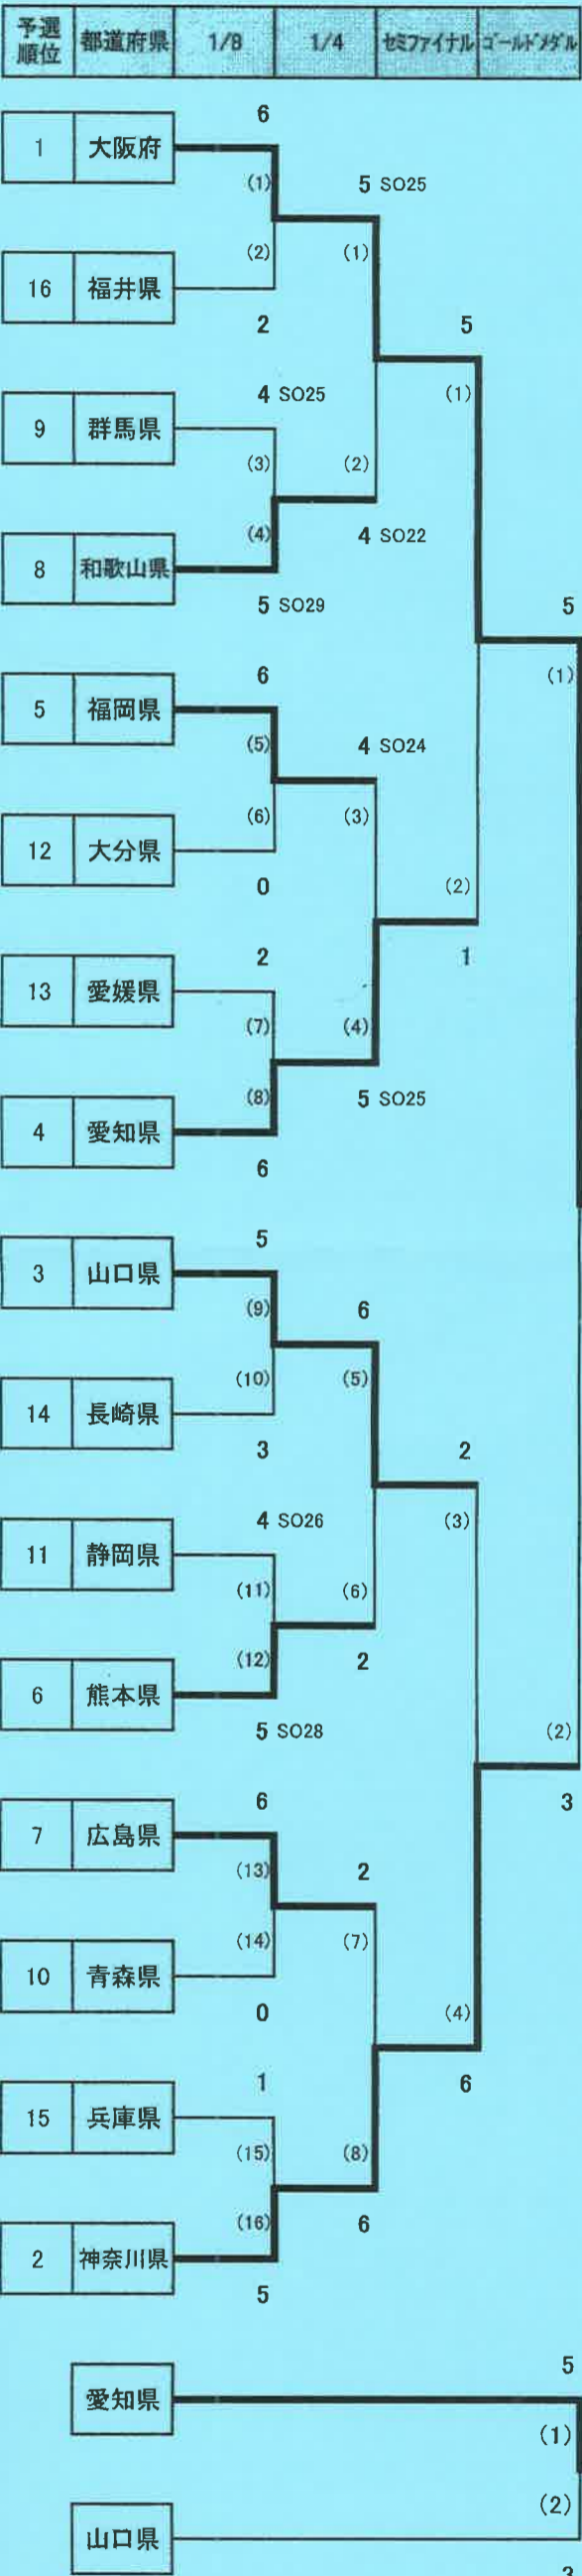 予選順位 都道府県 1/8 1/4 セミファイナル ゴールドメダル
6
1 大阪府
(1) 5 SO25
(2) (1)
16 福井県
2 5
4 SO25 (1)
9 群馬県
(3) (2)
(4) 4 SO22
8 和歌山県
5 SO29 5
6 (1)
5 福岡県
(5) 4 SO24
(6) (3)
12 大分県
0 (2)
2 1
13 愛媛県
(7) (4)
(8) 5 SO25
4 愛知県
6
5
3 山口県
(9) 6
(10) (5)
14 長崎県
3 2
4 SO26 (3)
11 静岡県
(11) (6)
(12) 2
6 熊本県
5 SO28 (2)
6 3
7 広島県
(13) 2
(14) (7)
10 青森県
0 (4)
1 6
15 兵庫県
(15) (8)
(16) 6
2 神奈川県
5
5
愛知県
(1)
(2)
山口県
3